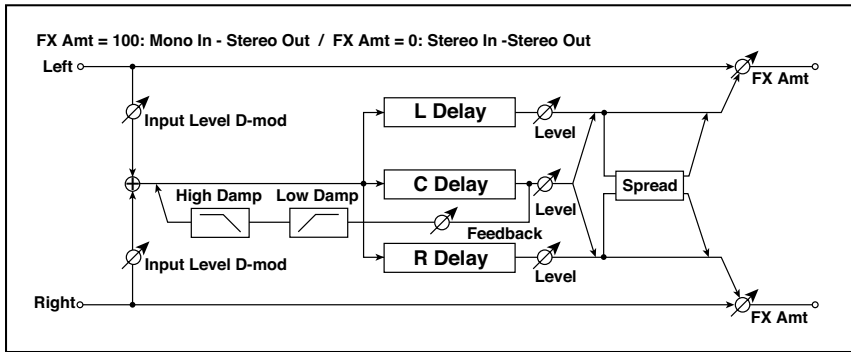 FX Amt = 100: Mono In - Stereo Out / FX Amt = 0: Stereo In -Stereo Out
Left
FX Amt
Input Level D-mod
L Delay
Level
High Damp
Low Damp
C Delay
Level
Spread
Feedback
Input Level D-mod
R Delay
Level
Right
FX Amt